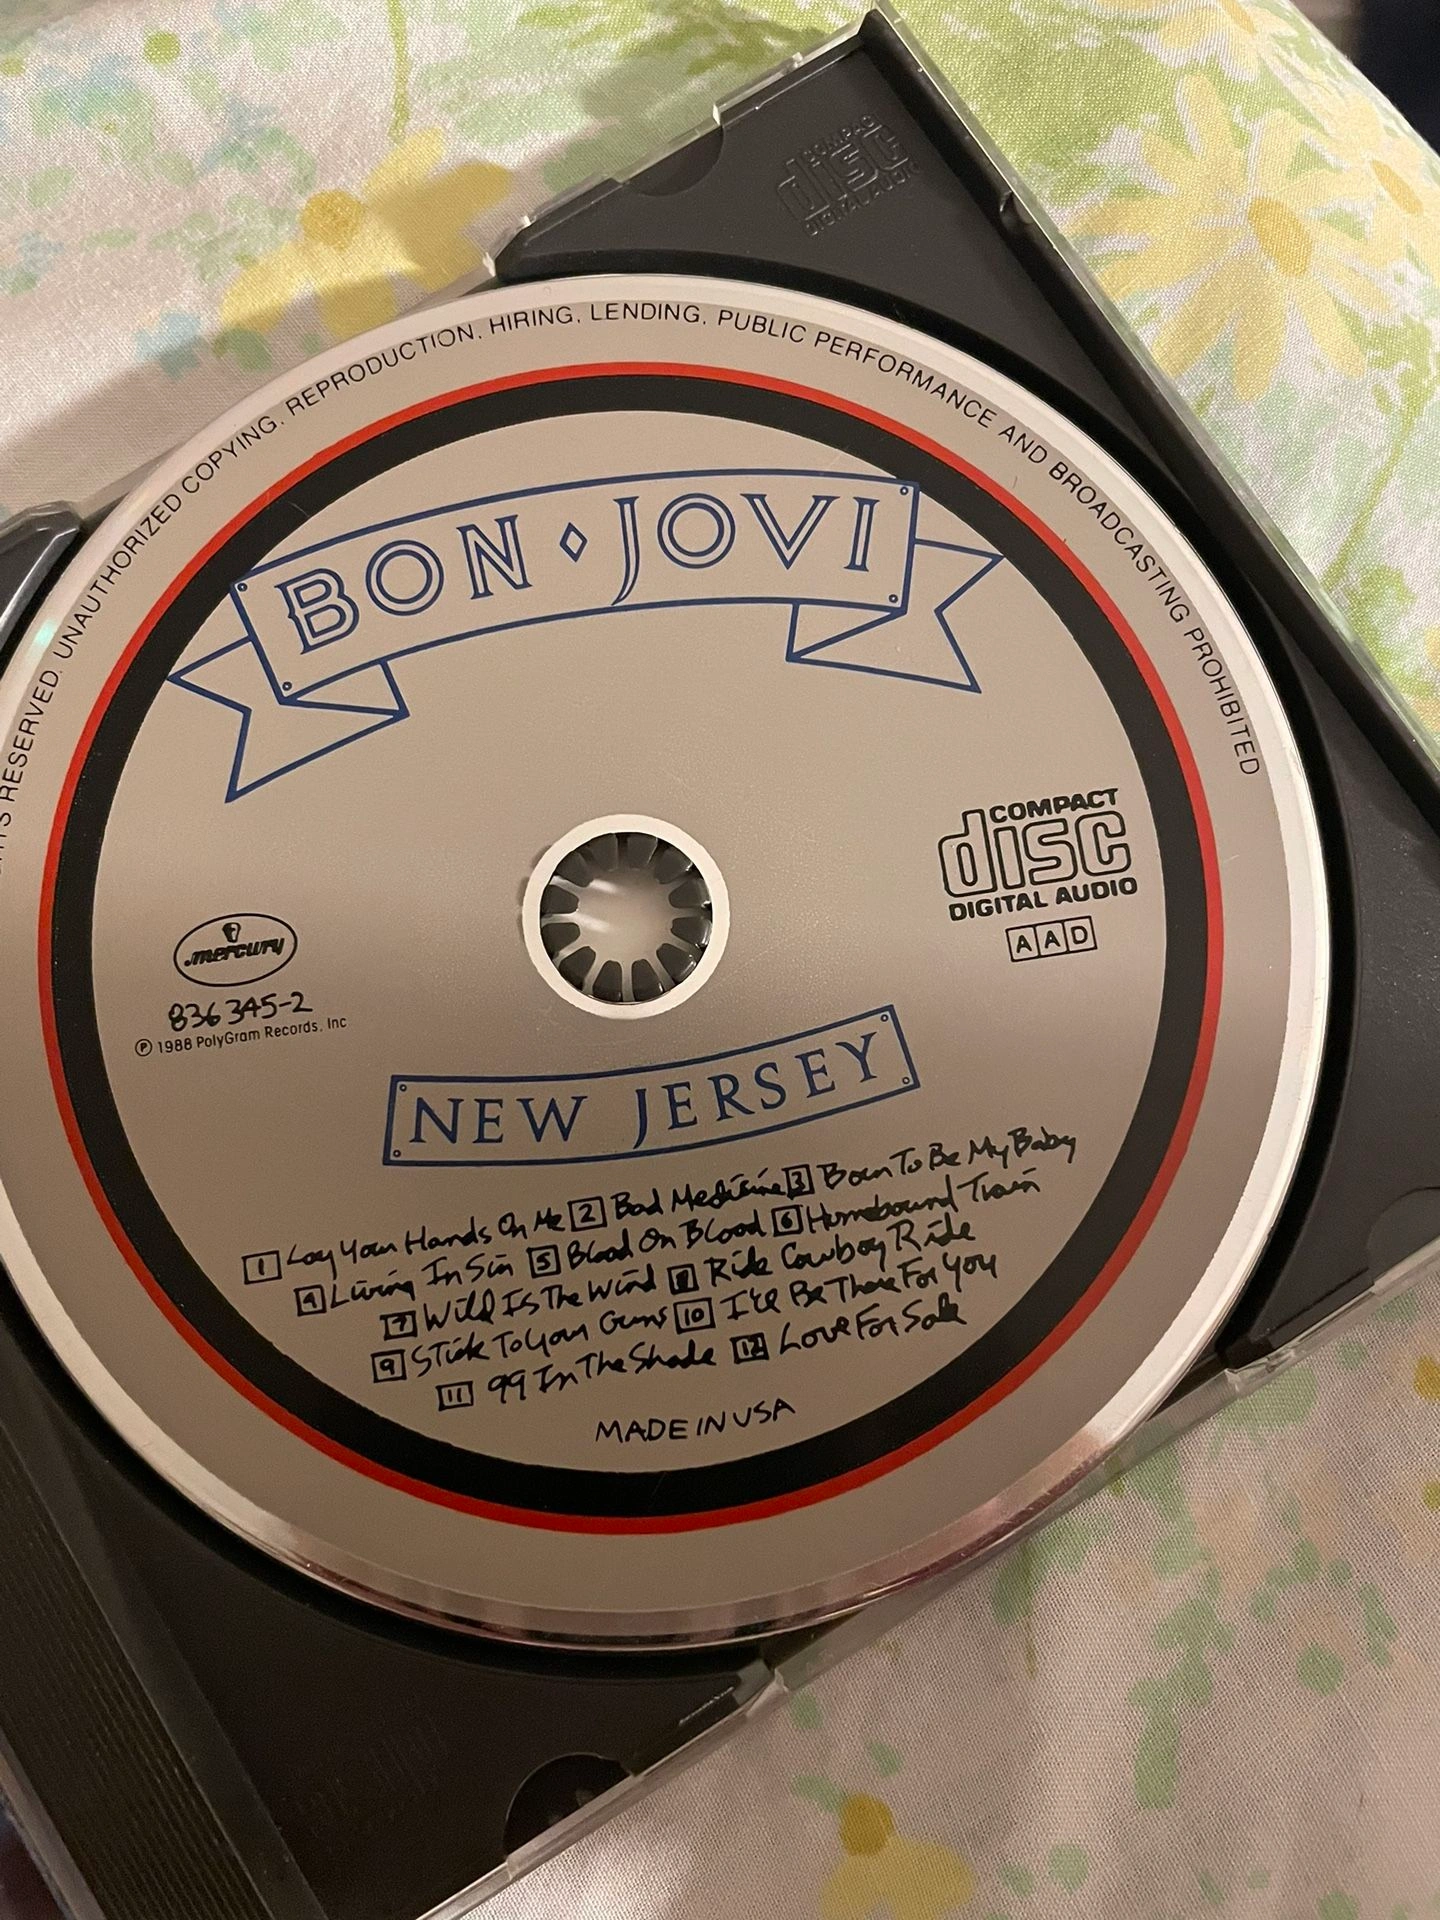 COMPACT
disc
DIGITAL AUDIO
RESERVED. UNAUTHORIZED COPYING, REPRODUCTION, HIRING, LENDING, PUBLIC PERFORMANCE AND BROADCASTING PROHIBITED
BON JOVI
COMPACT
disc
DIGITAL AUDIO
AAD
mercury
836 345-2
Ⓟ 1988 PolyGram Records, Inc
NEW JERSEY
1 Lay Your Hands On Me 2 Bad Medicine 3 Born To Be My Baby
4 Living In Sin 5 Blood On Blood 6 Homebound Train
7 Wild Is The Wind 8 Ride Cowboy Ride
9 Stick To Your Guns 10 I'll Be There For You
11 99 In The Shade 12 Love For Sale
MADE IN USA